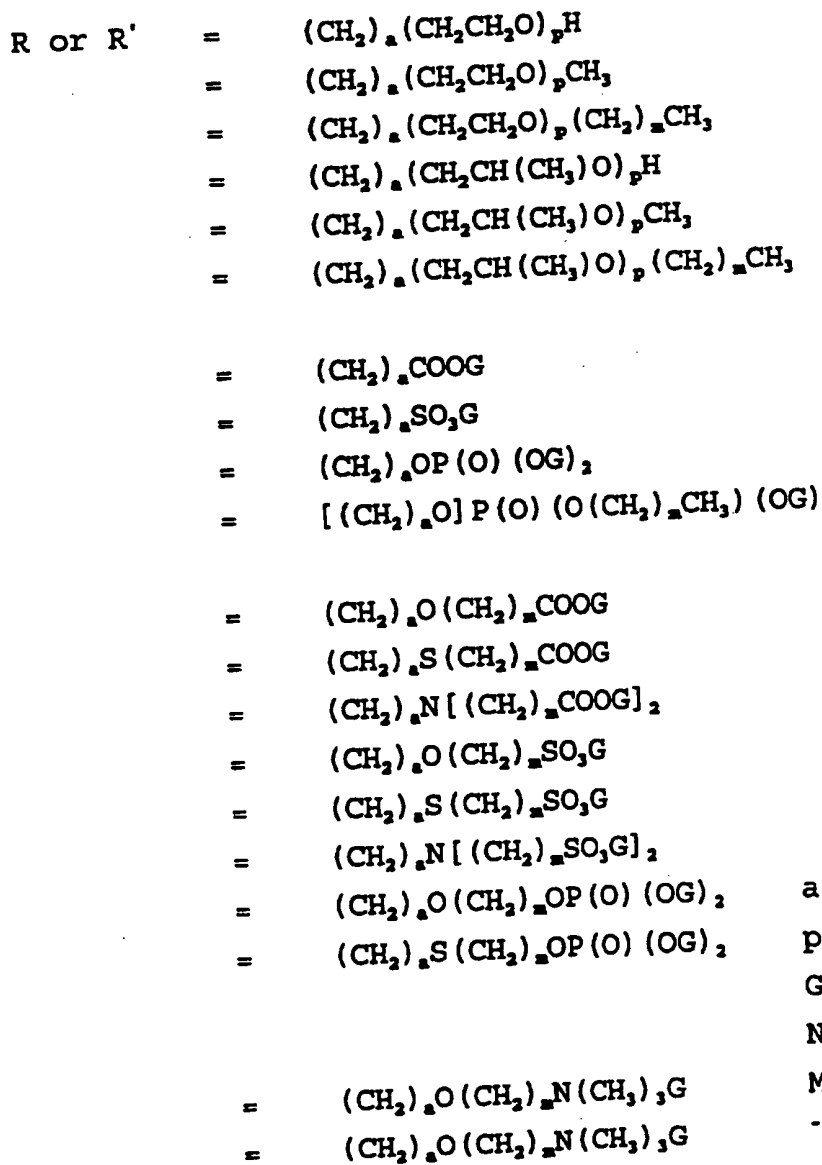 R or R' = (CH₂)ₐ(CH₂CH₂O)ₚH
= (CH₂)ₐ(CH₂CH₂O)ₚCH₃
= (CH₂)ₐ(CH₂CH₂O)ₚ(CH₂)ₘCH₃
= (CH₂)ₐ(CH₂CH(CH₃)O)ₚH
= (CH₂)ₐ(CH₂CH(CH₃)O)ₚCH₃
= (CH₂)ₐ(CH₂CH(CH₃)O)ₚ(CH₂)ₘCH₃
= (CH₂)ₐCOOG
= (CH₂)ₐSO₃G
= (CH₂)ₐOP(O)(OG)₂
= [(CH₂)ₐO]P(O)(O(CH₂)ₘCH₃)(OG)
= (CH₂)ₐO(CH₂)ₘCOOG
= (CH₂)ₐS(CH₂)ₘCOOG
= (CH₂)ₐN[(CH₂)ₘCOOG]₂
= (CH₂)ₐO(CH₂)ₘSO₃G
= (CH₂)ₐS(CH₂)ₘSO₃G
= (CH₂)ₐN[(CH₂)ₘSO₃G]₂
= (CH₂)ₐO(CH₂)ₘOP(O)(OG)₂ a
= (CH₂)ₐS(CH₂)ₘOP(O)(OG)₂ p
G
N
= (CH₂)ₐO(CH₂)ₘN(CH₃)₃G M
= (CH₂)ₐO(CH₂)ₘN(CH₃)₃G -